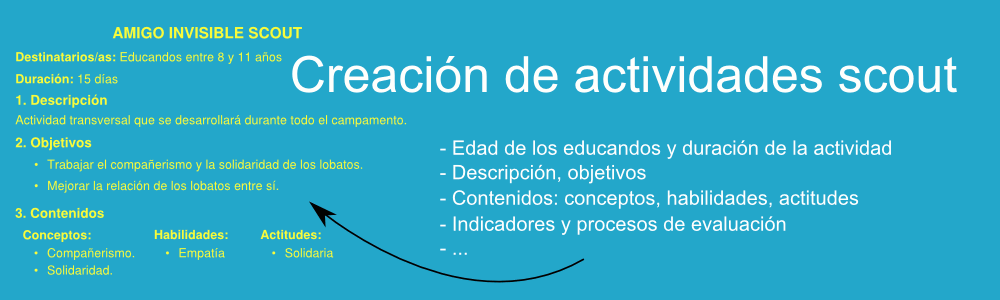 AMIGO INVISIBLE SCOUT
Destinatarios/as: Educandos entre 8 y 11 años
Duración: 15 días
1. Descripción
Actividad transversal que se desarrollará durante todo el campamento.
2. Objetivos
• Trabajar el compañerismo y la solidaridad de los lobatos.
• Mejorar la relación de los lobatos entre sí.
3. Contenidos
Conceptos: Habilidades: Actitudes:
• Compañerismo. • Empatía • Solidaria
• Solidaridad.
Creación de actividades scout
- Edad de los educandos y duración de la actividad
- Descripción, objetivos
- Contenidos: conceptos, habilidades, actitudes
- Indicadores y procesos de evaluación
- ...